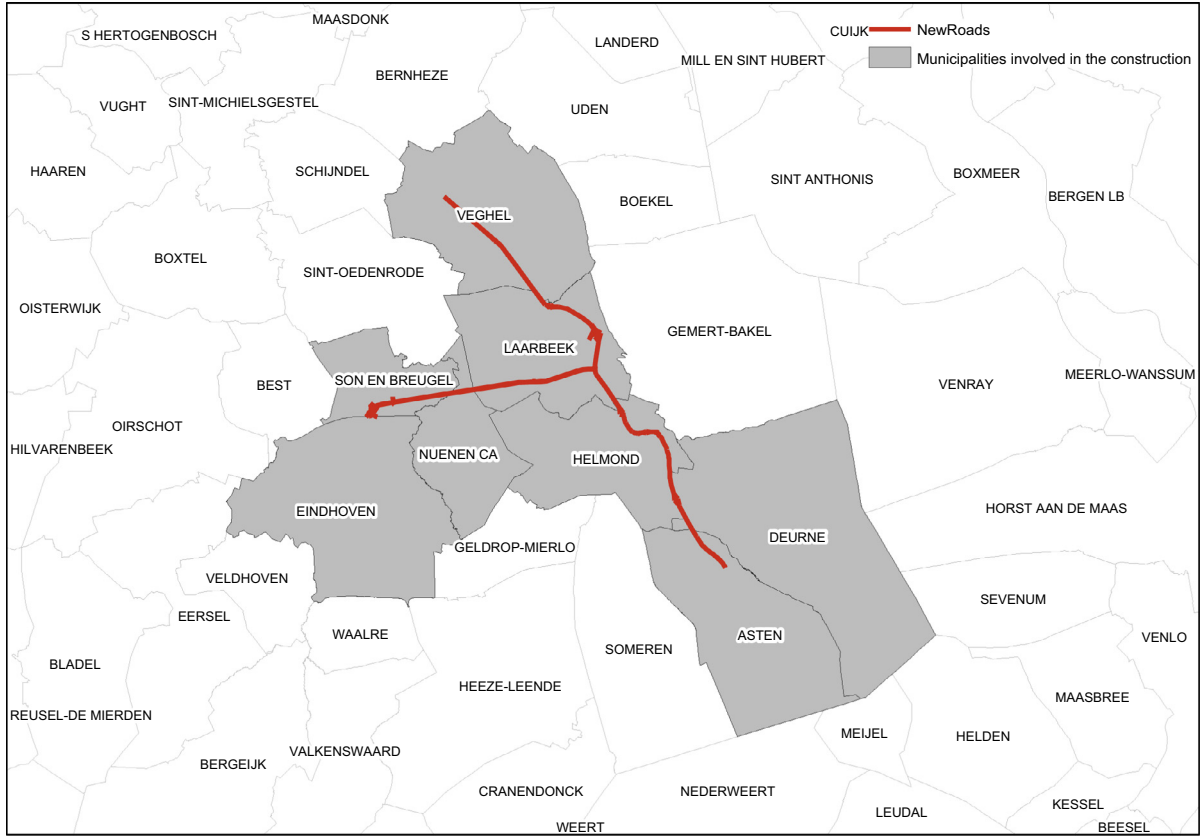 MAASDONK
S HERTOGENBOSCH
CUIJK
NewRoads
LANDERD
MILL EN SINT HUBERT
Municipalities involved in the construction
BERNHEZE
VUGHT
SINT-MICHIELSGESTEL
UDEN
HAAREN
SCHIJNDEL
SINT ANTHONIS
BOXMEER
BERGEN LB
VEGHEL
BOEKEL
BOXTEL
SINT-OEDENRODE
OISTERWIJK
GEMERT-BAKEL
LAARBEEK
BEST
SON EN BREUGEL
VENRAY
MEERLO-WANSSUM
OIRSCHOT
HILVARENBEEK
NUENEN CA
HELMOND
EINDHOVEN
HORST AAN DE MAAS
DEURNE
GELDROP-MIERLO
VELDHOVEN
SEVENUM
EERSEL
WAALRE
ASTEN
VENLO
SOMEREN
BLADEL
HEEZE-LEENDE
MAASBREE
REUSEL-DE MIERDEN
MEIJEL
HELDEN
VALKENSWAARD
BERGEIJK
CRANENDONCK
NEDERWEERT
KESSEL
LEUDAL
WEERT
BEESEL